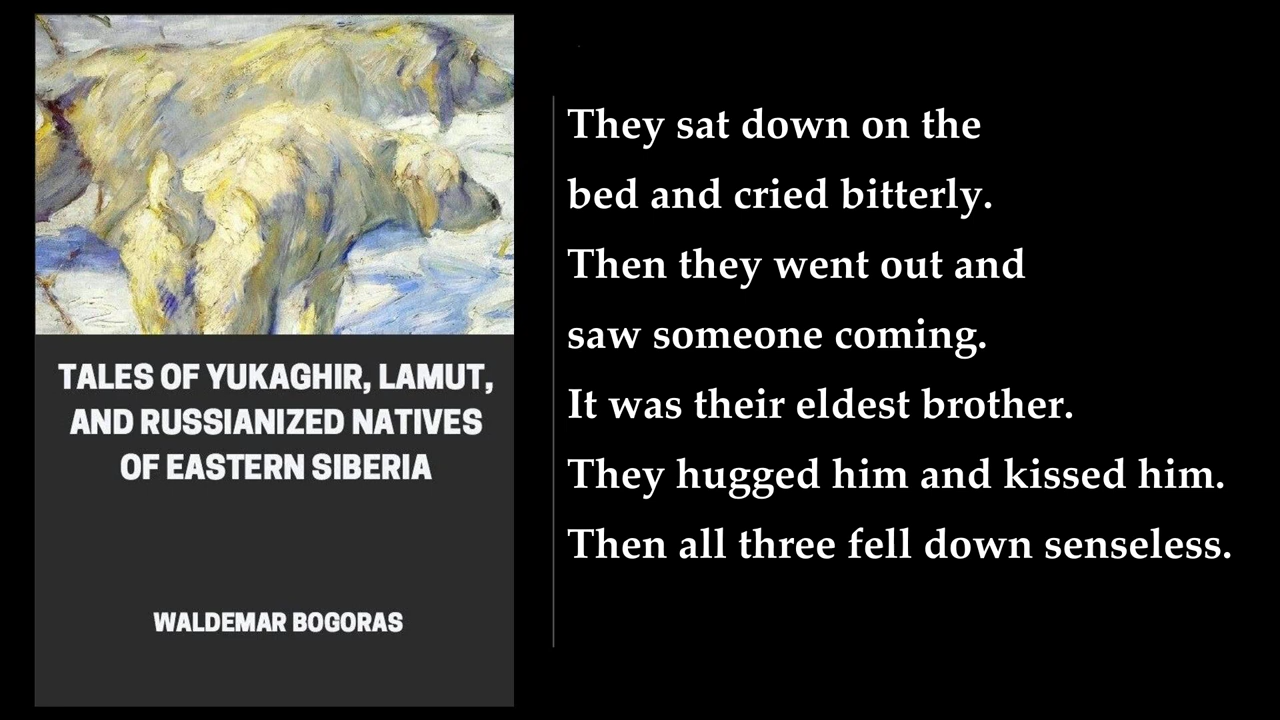 TALES OF YUKAGHIR, LAMUT,
AND RUSSIANIZED NATIVES
OF EASTERN SIBERIA
WALDEMAR BOGORAS
They sat down on the
bed and cried bitterly.
Then they went out and
saw someone coming.
It was their eldest brother.
They hugged him and kissed him.
Then all three fell down senseless.